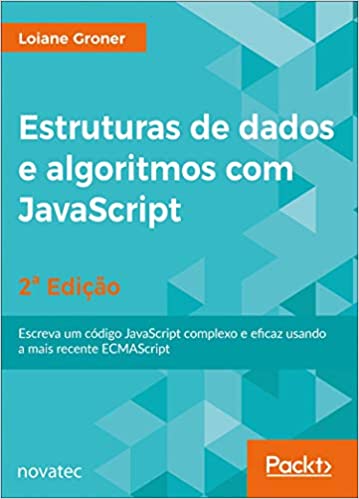 Loiane Groner
Estruturas de dados
e algoritmos com
JavaScript
2ª Edição
Escreva um código JavaScript complexo e eficaz usando
a mais recente ECMAScript
novatec
Packt